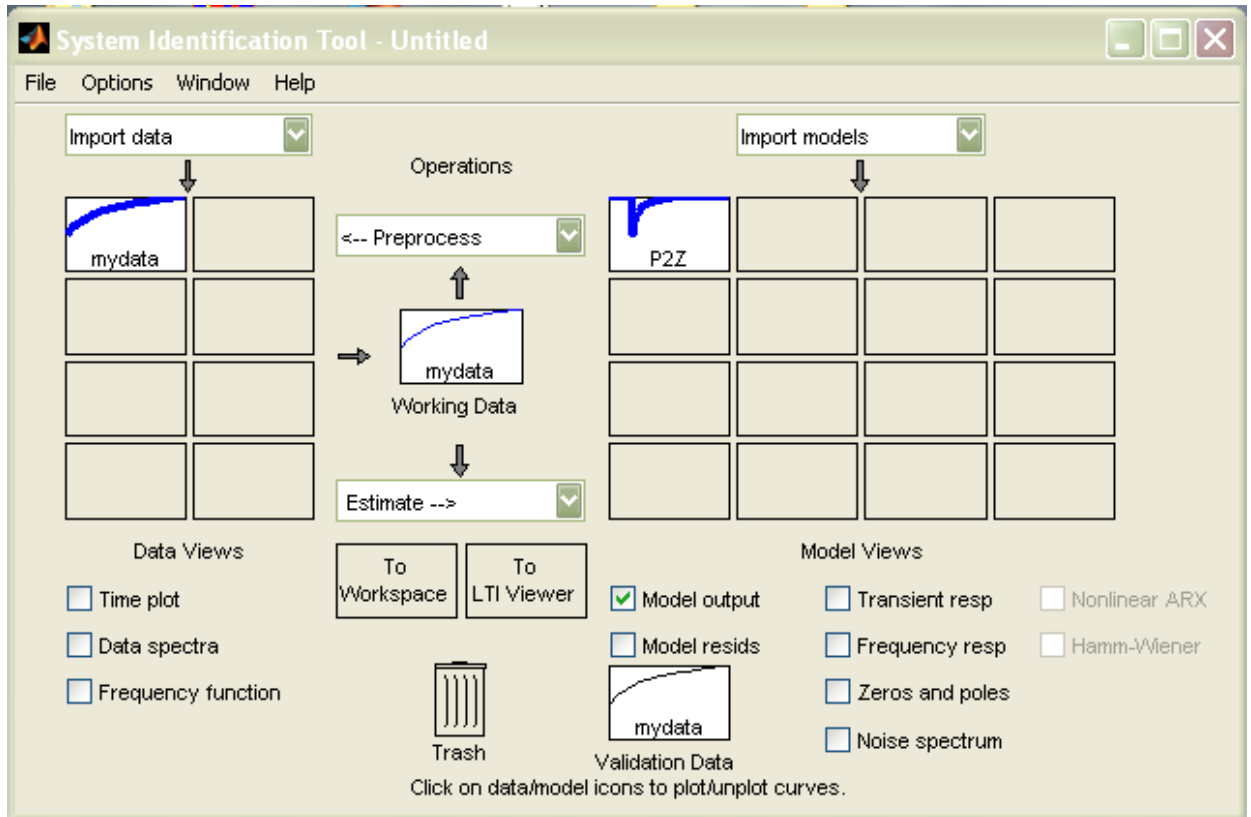 System Identification Tool - Untitled
File Options Window Help
Import data
Import models
Operations
mydata
<-- Preprocess
P2Z
mydata
Working Data
Estimate -->
Data Views
Model Views
To
Workspace
To
LTI Viewer
Time plot
Model output
Transient resp
Nonlinear ARX
Data spectra
Model resids
Frequency resp
Hamm-Wiener
Frequency function
Zeros and poles
mydata
Noise spectrum
Trash
Validation Data
Click on data/model icons to plot/unplot curves.